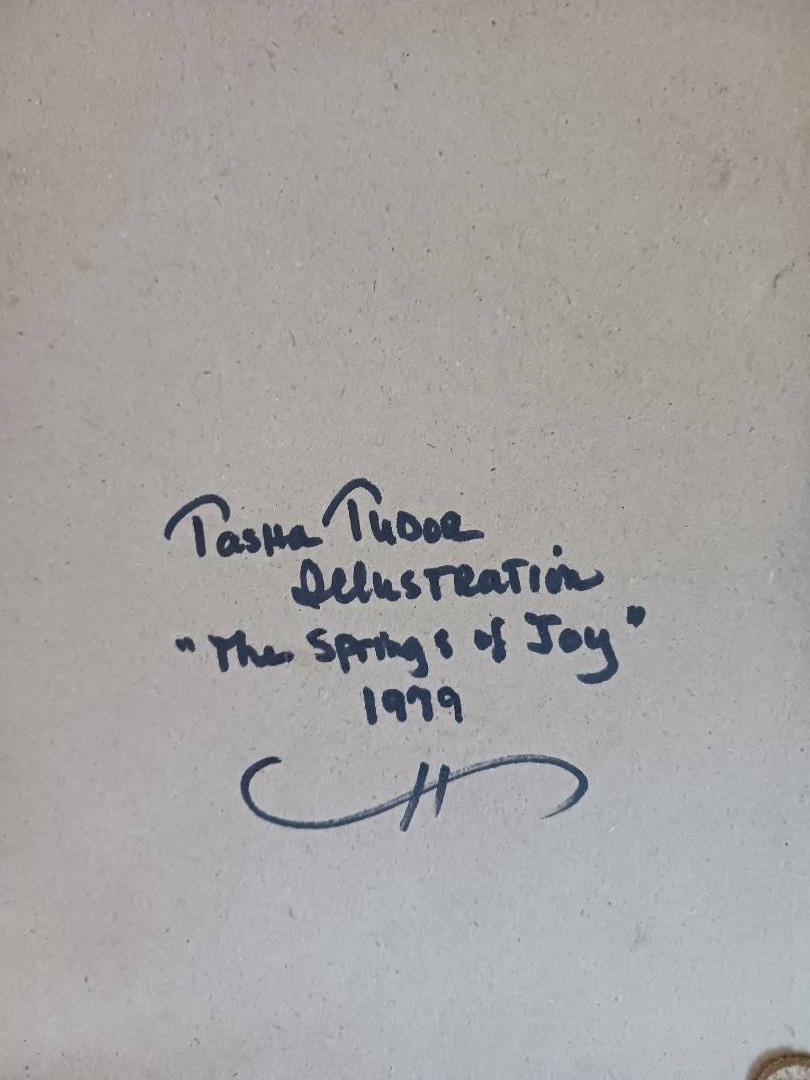 Tasha Tudor
Illustration
"The Springs of Joy"
1979